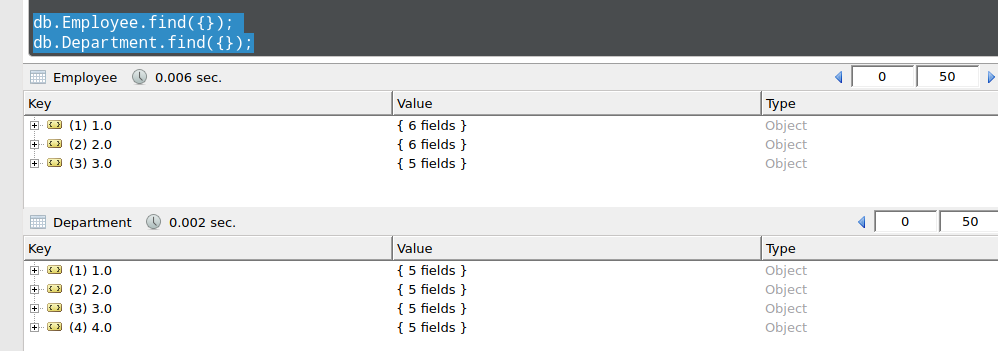 db.Employee.find({});
db.Department.find({});
Employee 0.006 sec. 0 50
Key Value Type
(1) 1.0 { 6 fields } Object
(2) 2.0 { 6 fields } Object
(3) 3.0 { 5 fields } Object
Department 0.002 sec. 0 50
Key Value Type
(1) 1.0 { 5 fields } Object
(2) 2.0 { 5 fields } Object
(3) 3.0 { 5 fields } Object
(4) 4.0 { 5 fields } Object